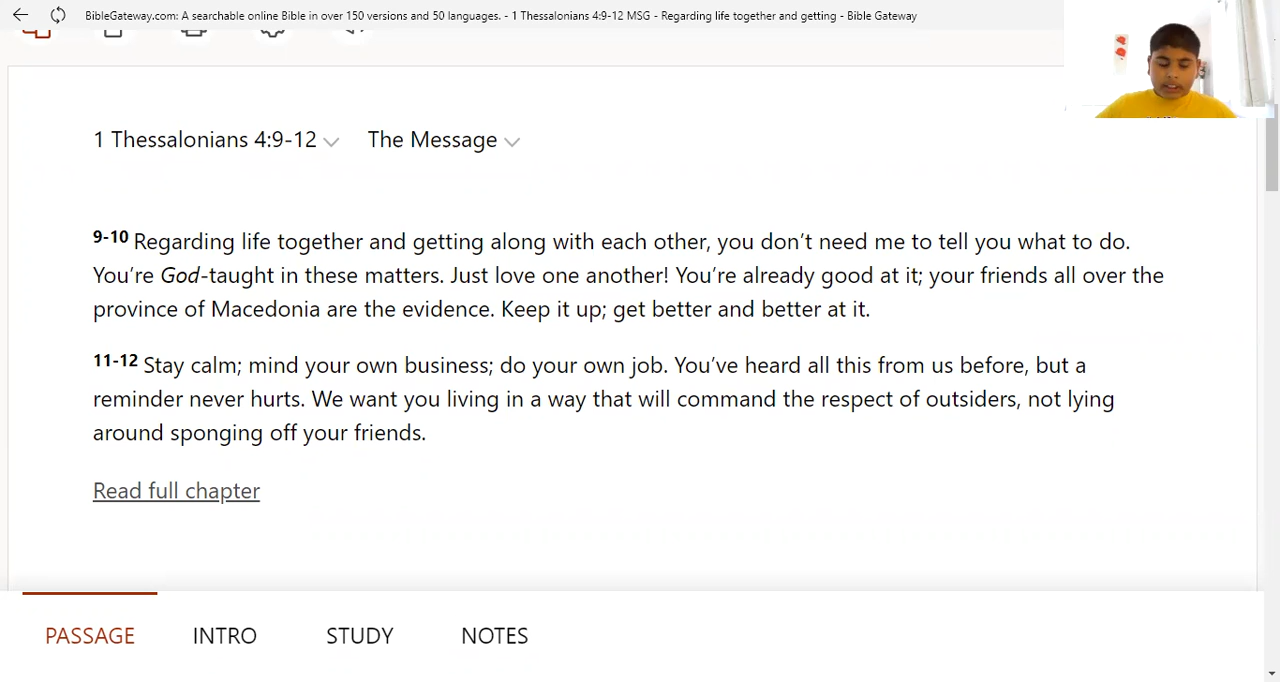 BibleGateway.com: A searchable online Bible in over 150 versions and 50 languages. - 1 Thessalonians 4:9-12 MSG - Regarding life together and getting - Bible Gateway
1 Thessalonians 4:9-12 The Message
9-10 Regarding life together and getting along with each other, you don’t need me to tell you what to do.
You’re God-taught in these matters. Just love one another! You’re already good at it; your friends all over the
province of Macedonia are the evidence. Keep it up; get better and better at it.
11-12 Stay calm; mind your own business; do your own job. You’ve heard all this from us before, but a
reminder never hurts. We want you living in a way that will command the respect of outsiders, not lying
around sponging off your friends.
Read full chapter
PASSAGE INTRO STUDY NOTES